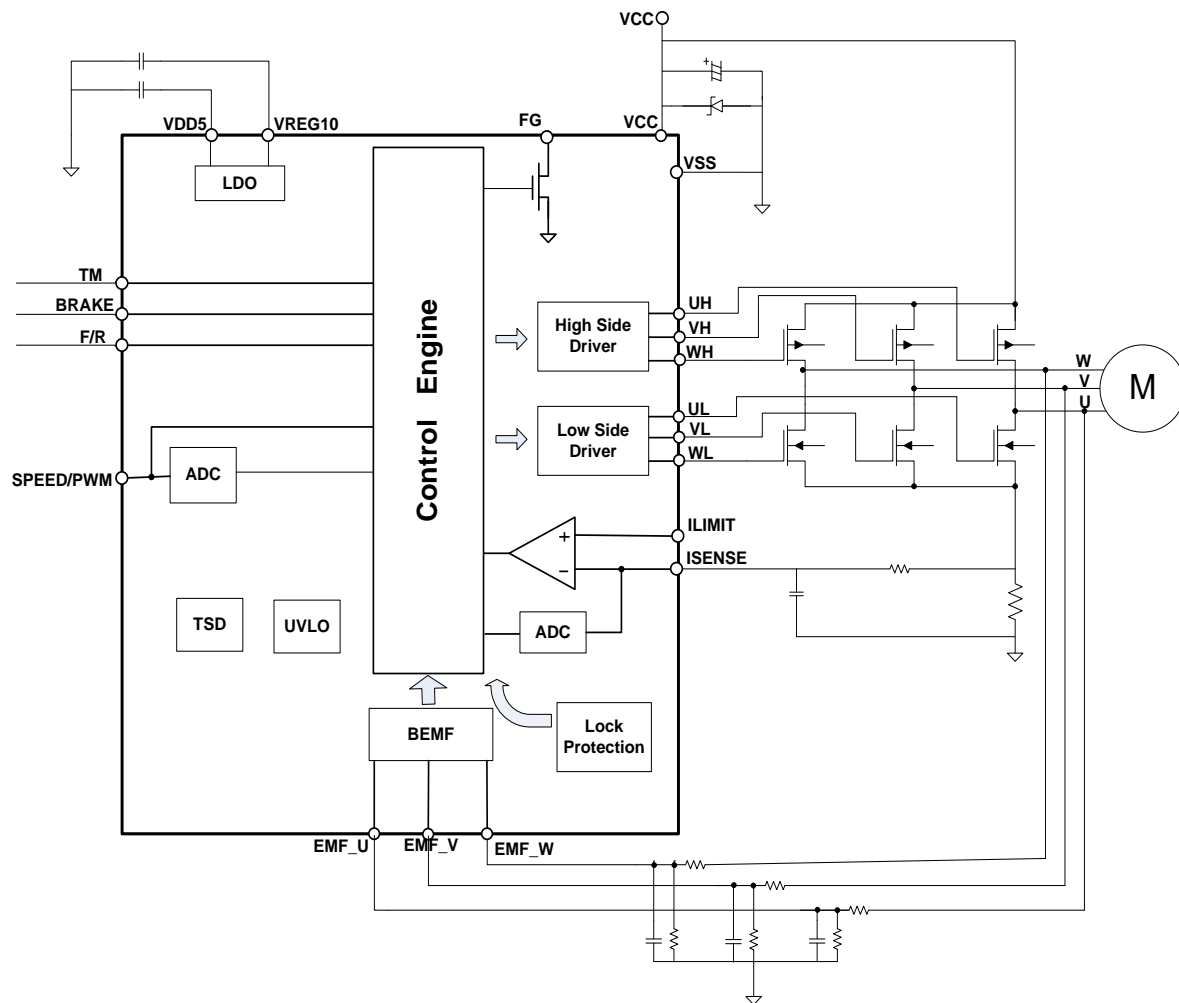 VCC
VDD5
VREG10
FG
VCC
LDO
VSS
TM
BRAKE
F/R
Control Engine
High Side
Driver
UH
VH
WH
Low Side
Driver
UL
VL
WL
W
V
U
M
SPEED/PWM
ADC
+
ILIMIT
−
ISENSE
TSD
UVLO
ADC
BEMF
Lock
Protection
EMF_U
EMF_V
EMF_W
+